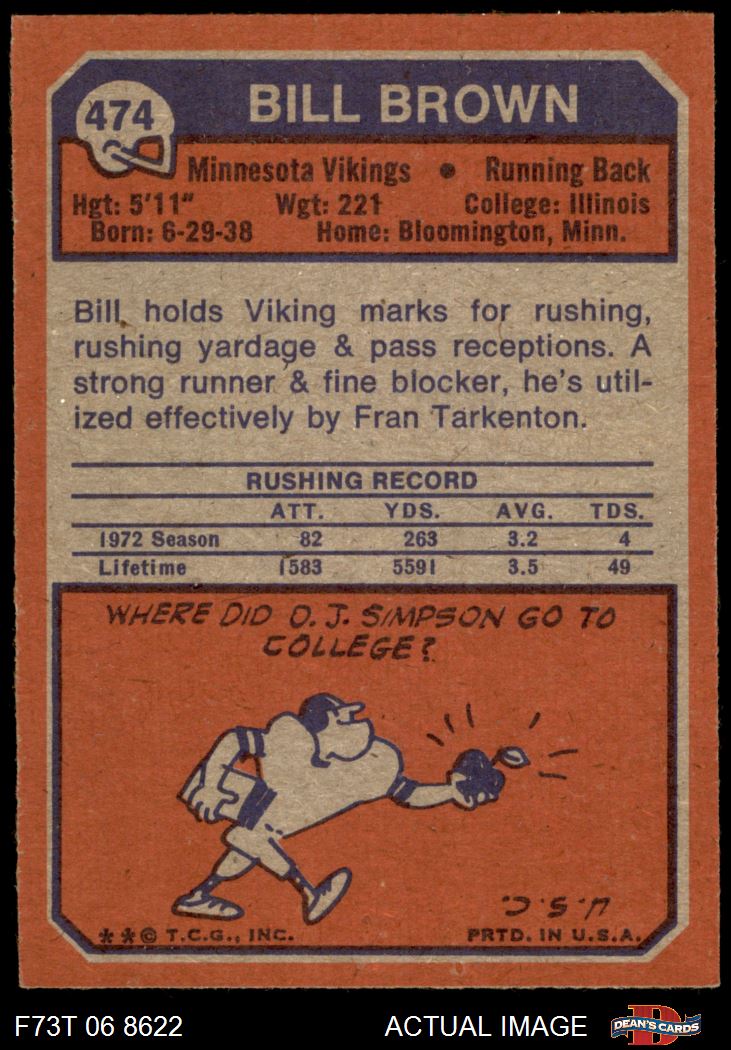 474
BILL BROWN
Minnesota Vikings • Running Back
Hgt: 5'11" Wgt: 221 College: Illinois
Born: 6-29-38 Home: Bloomington, Minn.
Bill holds Viking marks for rushing,
rushing yardage & pass receptions. A
strong runner & fine blocker, he's util-
ized effectively by Fran Tarkenton.
RUSHING RECORD
ATT. YDS. AVG. TDS.
1972 Season 82 263 3.2 4
Lifetime 1583 5591 3.5 49
WHERE DID O. J. SIMPSON GO TO
COLLEGE?
U.S.C.
**© T.C.G., INC. PRTD. IN U.S.A.
F73T 06 8622 ACTUAL IMAGE DEAN'S CARDS